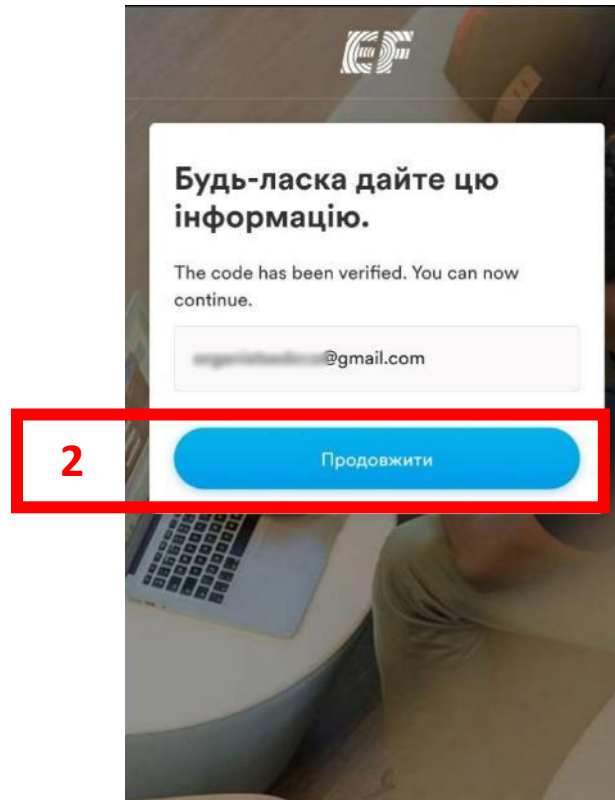 EF
Будь-ласка дайте цю
інформацію.
The code has been verified. You can now
continue.
@gmail.com
2
Продовжити